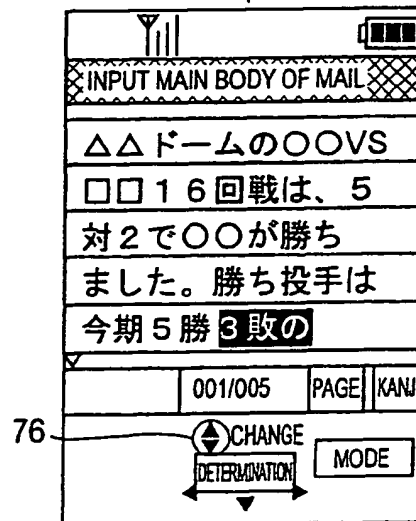 INPUT MAIN BODY OF MAIL
△△ドームの○○VS
□□16回戦は、5
対2で○○が勝ち
ました。勝ち投手は
今期5勝3敗の
001/005 PAGE KANJ
76
CHANGE
DETERMINATION
MODE